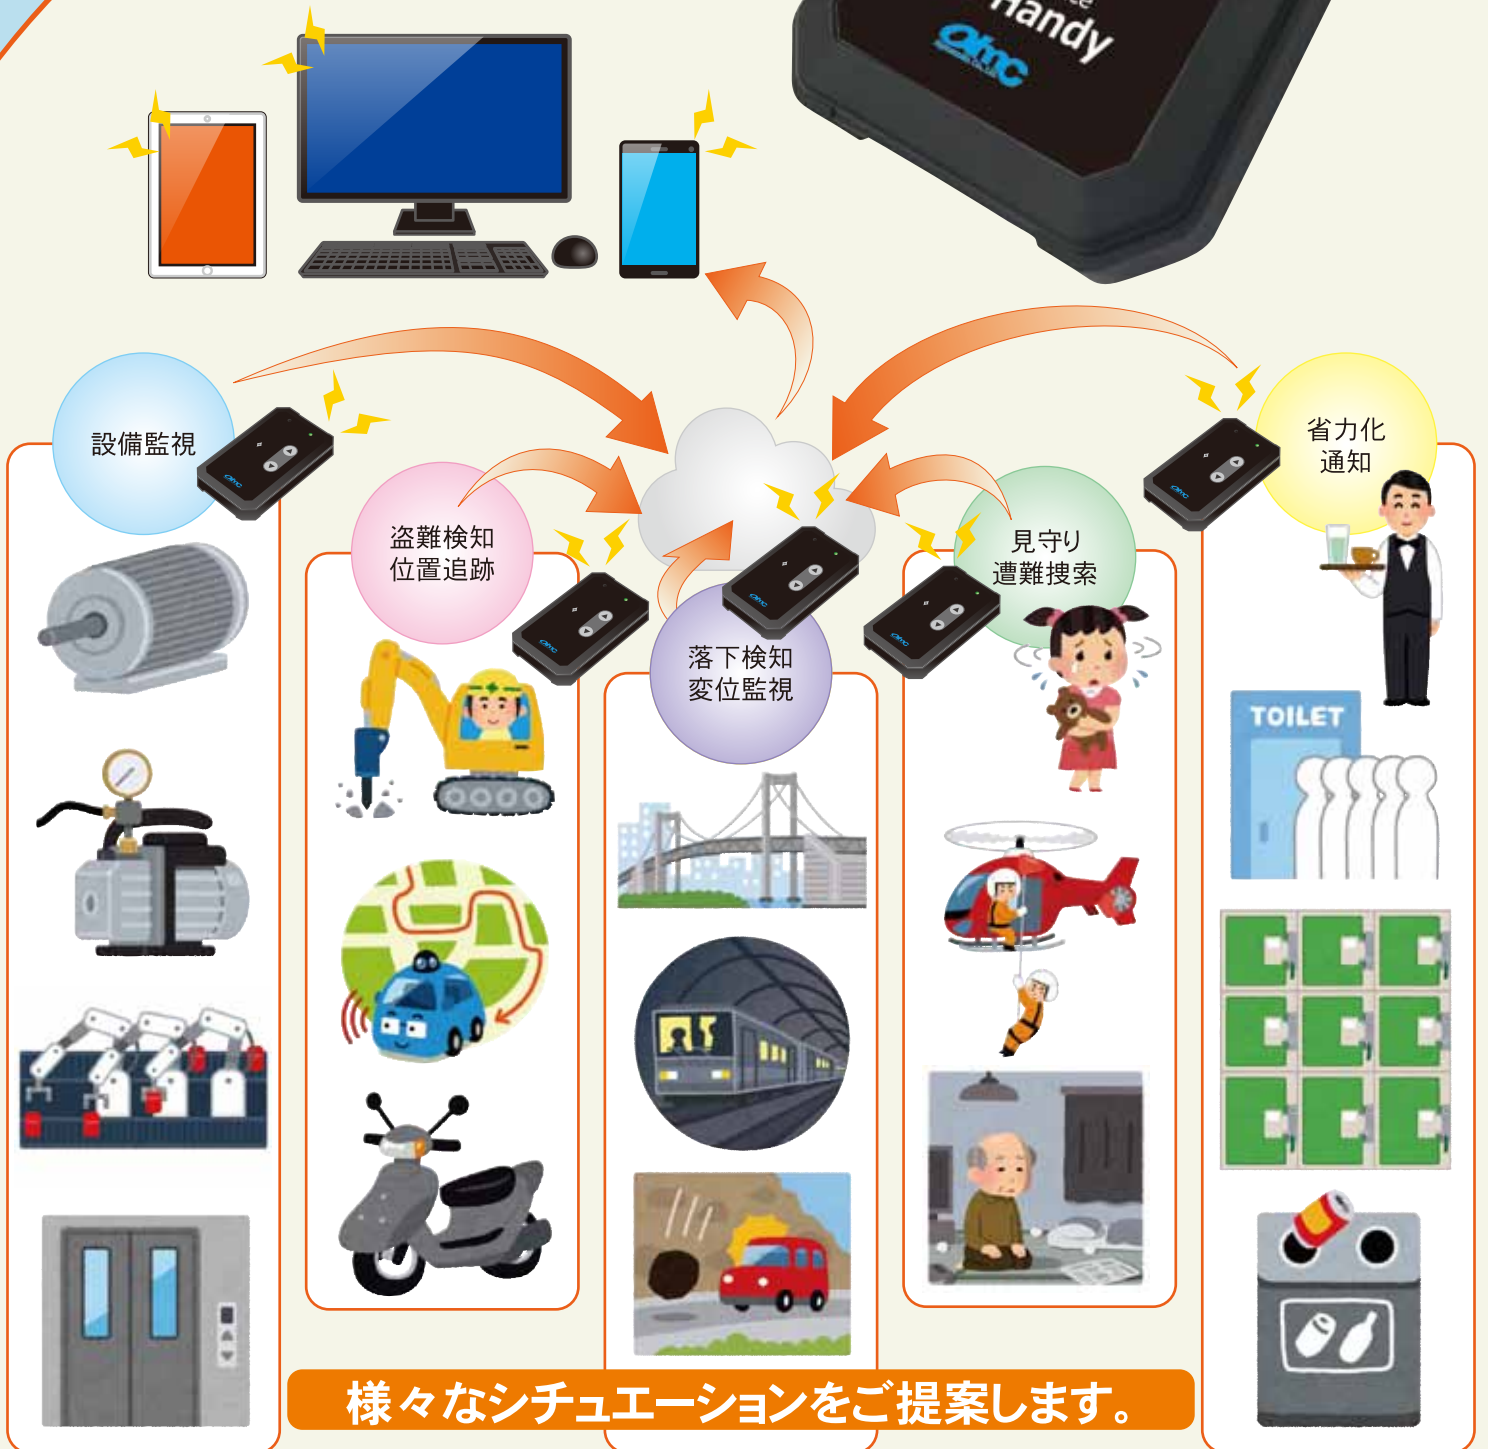 Handy
QMC
設備監視
盗難検知
位置追跡
落下検知
変位監視
見守り
遭難捜索
省力化
通知
TOILET
様々なシチュエーションをご提案します。